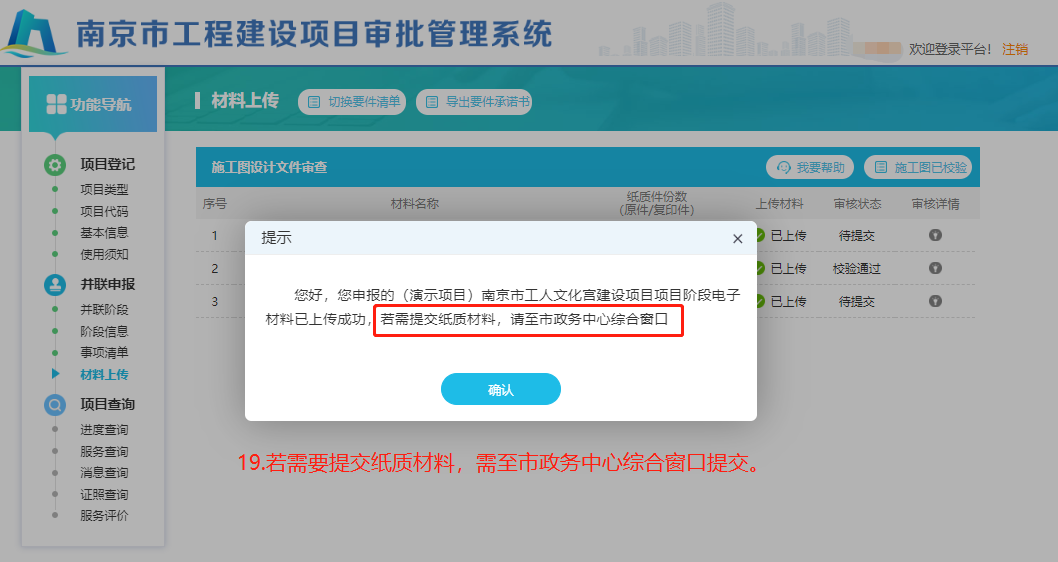 南京市工程建设项目审批管理系统
欢迎登录平台! 注销
功能导航
材料上传 切换要件清单 导出要件承诺书
项目登记
项目类型
项目代码
基本信息
使用须知
并联申报
并联阶段
阶段信息
事项清单
材料上传
项目查询
进度查询
服务查询
消息查询
证照查询
服务评价
施工图设计文件审查 我要帮助 施工图已校验
序号 材料名称 纸质件份数 上传材料 审核状态 审核详情
(原件/复印件)
1 已上传 待提交
2 已上传 校验通过
3 已上传 待提交
提示
您好，您申报的（演示项目）南京市工人文化宫建设项目项目阶段电子
材料已上传成功，若需提交纸质材料，请至市政务中心综合窗口
确认
19.若需要提交纸质材料，需至市政务中心综合窗口提交。